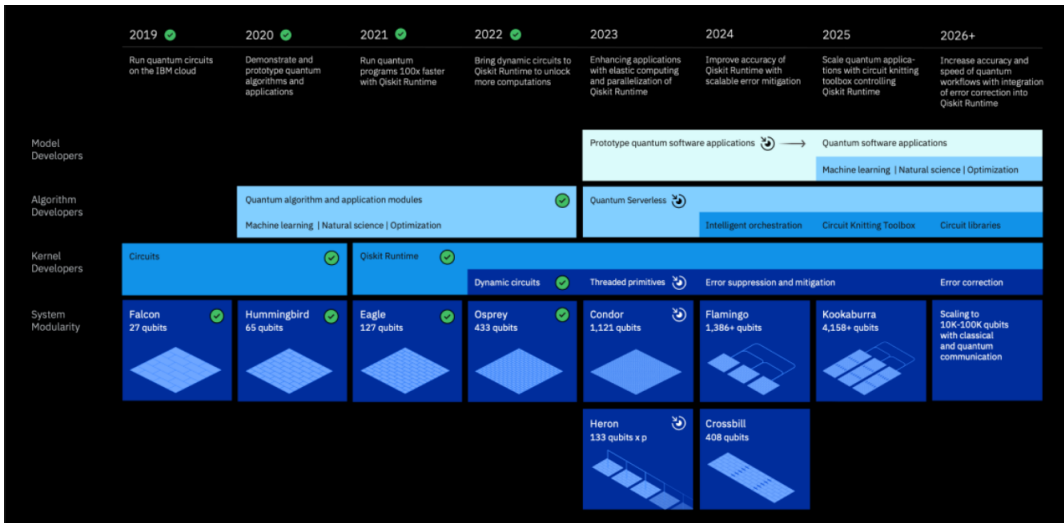 2019
2020
2021
2022
2023
2024
2025
2026+
Run quantum circuits
on the IBM cloud
Demonstrate and
prototype quantum
algorithms and
applications
Run quantum
programs 100x faster
with Qiskit Runtime
Bring dynamic circuits to
Qiskit Runtime to unlock
more computations
Enhancing applications
with elastic computing
and parallelization of
Qiskit Runtime
Improve accuracy of
Qiskit Runtime with
scalable error mitigation
Scale quantum applica-
tions with circuit knitting
toolbox controlling
Qiskit Runtime
Increase accuracy and
speed of quantum
workflows with integration
of error correction into
Qiskit Runtime
Model
Developers
Prototype quantum software applications
Quantum software applications
Machine learning | Natural science | Optimization
Algorithm
Developers
Quantum algorithm and application modules
Machine learning | Natural science | Optimization
Quantum Serverless
Intelligent orchestration
Circuit Knitting Toolbox
Circuit libraries
Kernel
Developers
Circuits
Qiskit Runtime
Dynamic circuits
Threaded primitives
Error suppression and mitigation
Error correction
System
Modularity
Falcon
27 qubits
Hummingbird
65 qubits
Eagle
127 qubits
Osprey
433 qubits
Condor
1,121 qubits
Flamingo
1,386+ qubits
Kookaburra
4,158+ qubits
Scaling to
10K-100K qubits
with classical
and quantum
communication
Heron
133 qubits x p
Crossbill
408 qubits